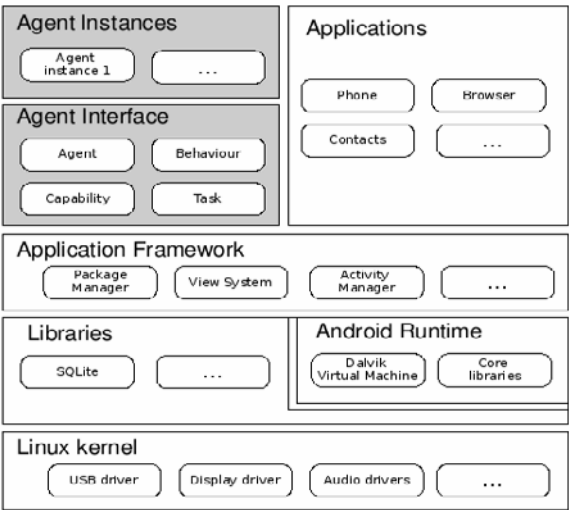 Agent Instances
Agent
instance 1
...
Agent Interface
Agent
Behaviour
Capability
Task
Applications
Phone
Browser
Contacts
...
Application Framework
Package
Manager
View System
Activity
Manager
...
Libraries
SQLite
...
Android Runtime
Dalvik
Virtual Machine
Core
libraries
Linux kernel
USB driver
Display driver
Audio drivers
...